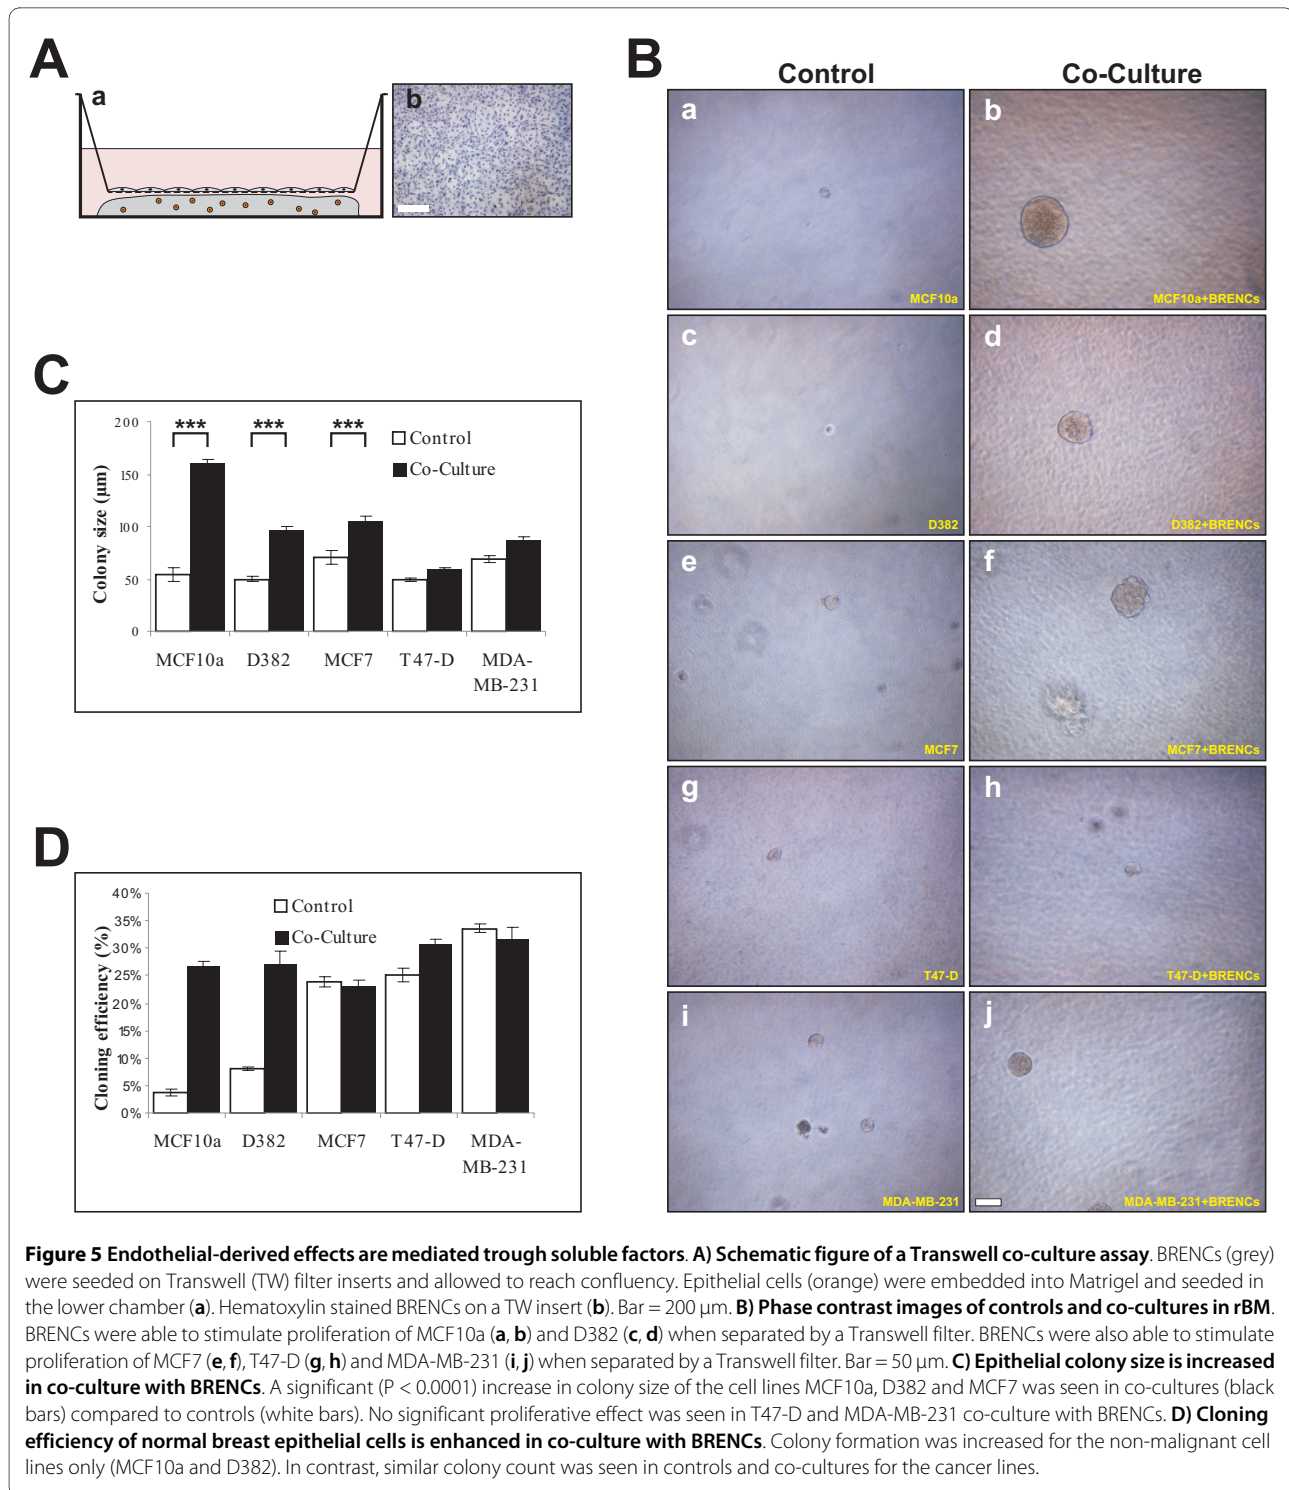 A
a
b
B
Control
Co-Culture
a
MCF10a
b
MCF10a+BRENCs
c
D382
d
D382+BRENCs
e
MCF7
f
MCF7+BRENCs
g
T47-D
h
T47-D+BRENCs
i
MDA-MB-231
j
MDA-MB-231+BRENCs
C
Colony size (µm)
200
150
100
50
0
***
***
***
Control
Co-Culture
MCF10a
D382
MCF7
T47-D
MDA-
MB-231
D
Cloning efficiency (%)
40%
35%
30%
25%
20%
15%
10%
5%
0%
Control
Co-Culture
MCF10a
D382
MCF7
T47-D
MDA-
MB-231
Figure 5 Endothelial-derived effects are mediated trough soluble factors. A) Schematic figure of a Transwell co-culture assay. BRENCs (grey)
were seeded on Transwell (TW) filter inserts and allowed to reach confluency. Epithelial cells (orange) were embedded into Matrigel and seeded in
the lower chamber (a). Hematoxylin stained BRENCs on a TW insert (b). Bar = 200 µm. B) Phase contrast images of controls and co-cultures in rBM.
BRENCs were able to stimulate proliferation of MCF10a (a, b) and D382 (c, d) when separated by a Transwell filter. BRENCs were also able to stimulate
proliferation of MCF7 (e, f), T47-D (g, h) and MDA-MB-231 (i, j) when separated by a Transwell filter. Bar = 50 µm. C) Epithelial colony size is increased
in co-culture with BRENCs. A significant (P < 0.0001) increase in colony size of the cell lines MCF10a, D382 and MCF7 was seen in co-cultures (black
bars) compared to controls (white bars). No significant proliferative effect was seen in T47-D and MDA-MB-231 co-culture with BRENCs. D) Cloning
efficiency of normal breast epithelial cells is enhanced in co-culture with BRENCs. Colony formation was increased for the non-malignant cell
lines only (MCF10a and D382). In contrast, similar colony count was seen in controls and co-cultures for the cancer lines.